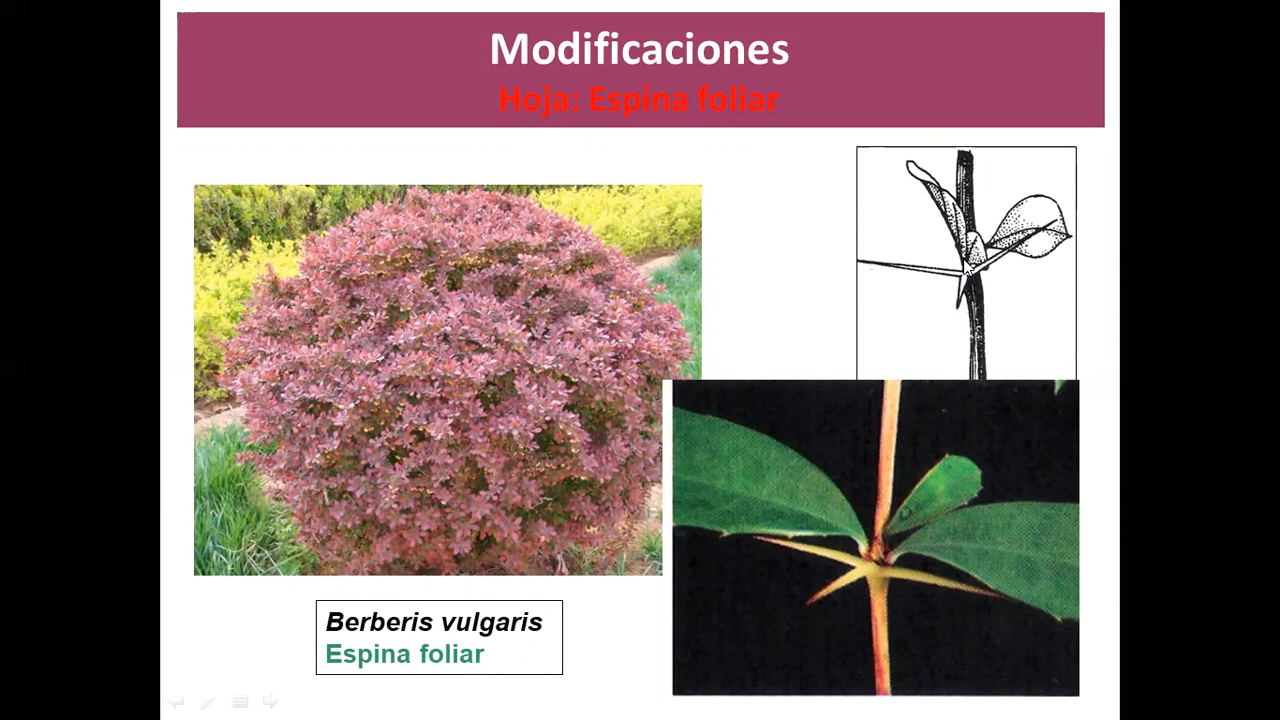 Modificaciones
Hoja: Espina foliar
Berberis vulgaris
Espina foliar